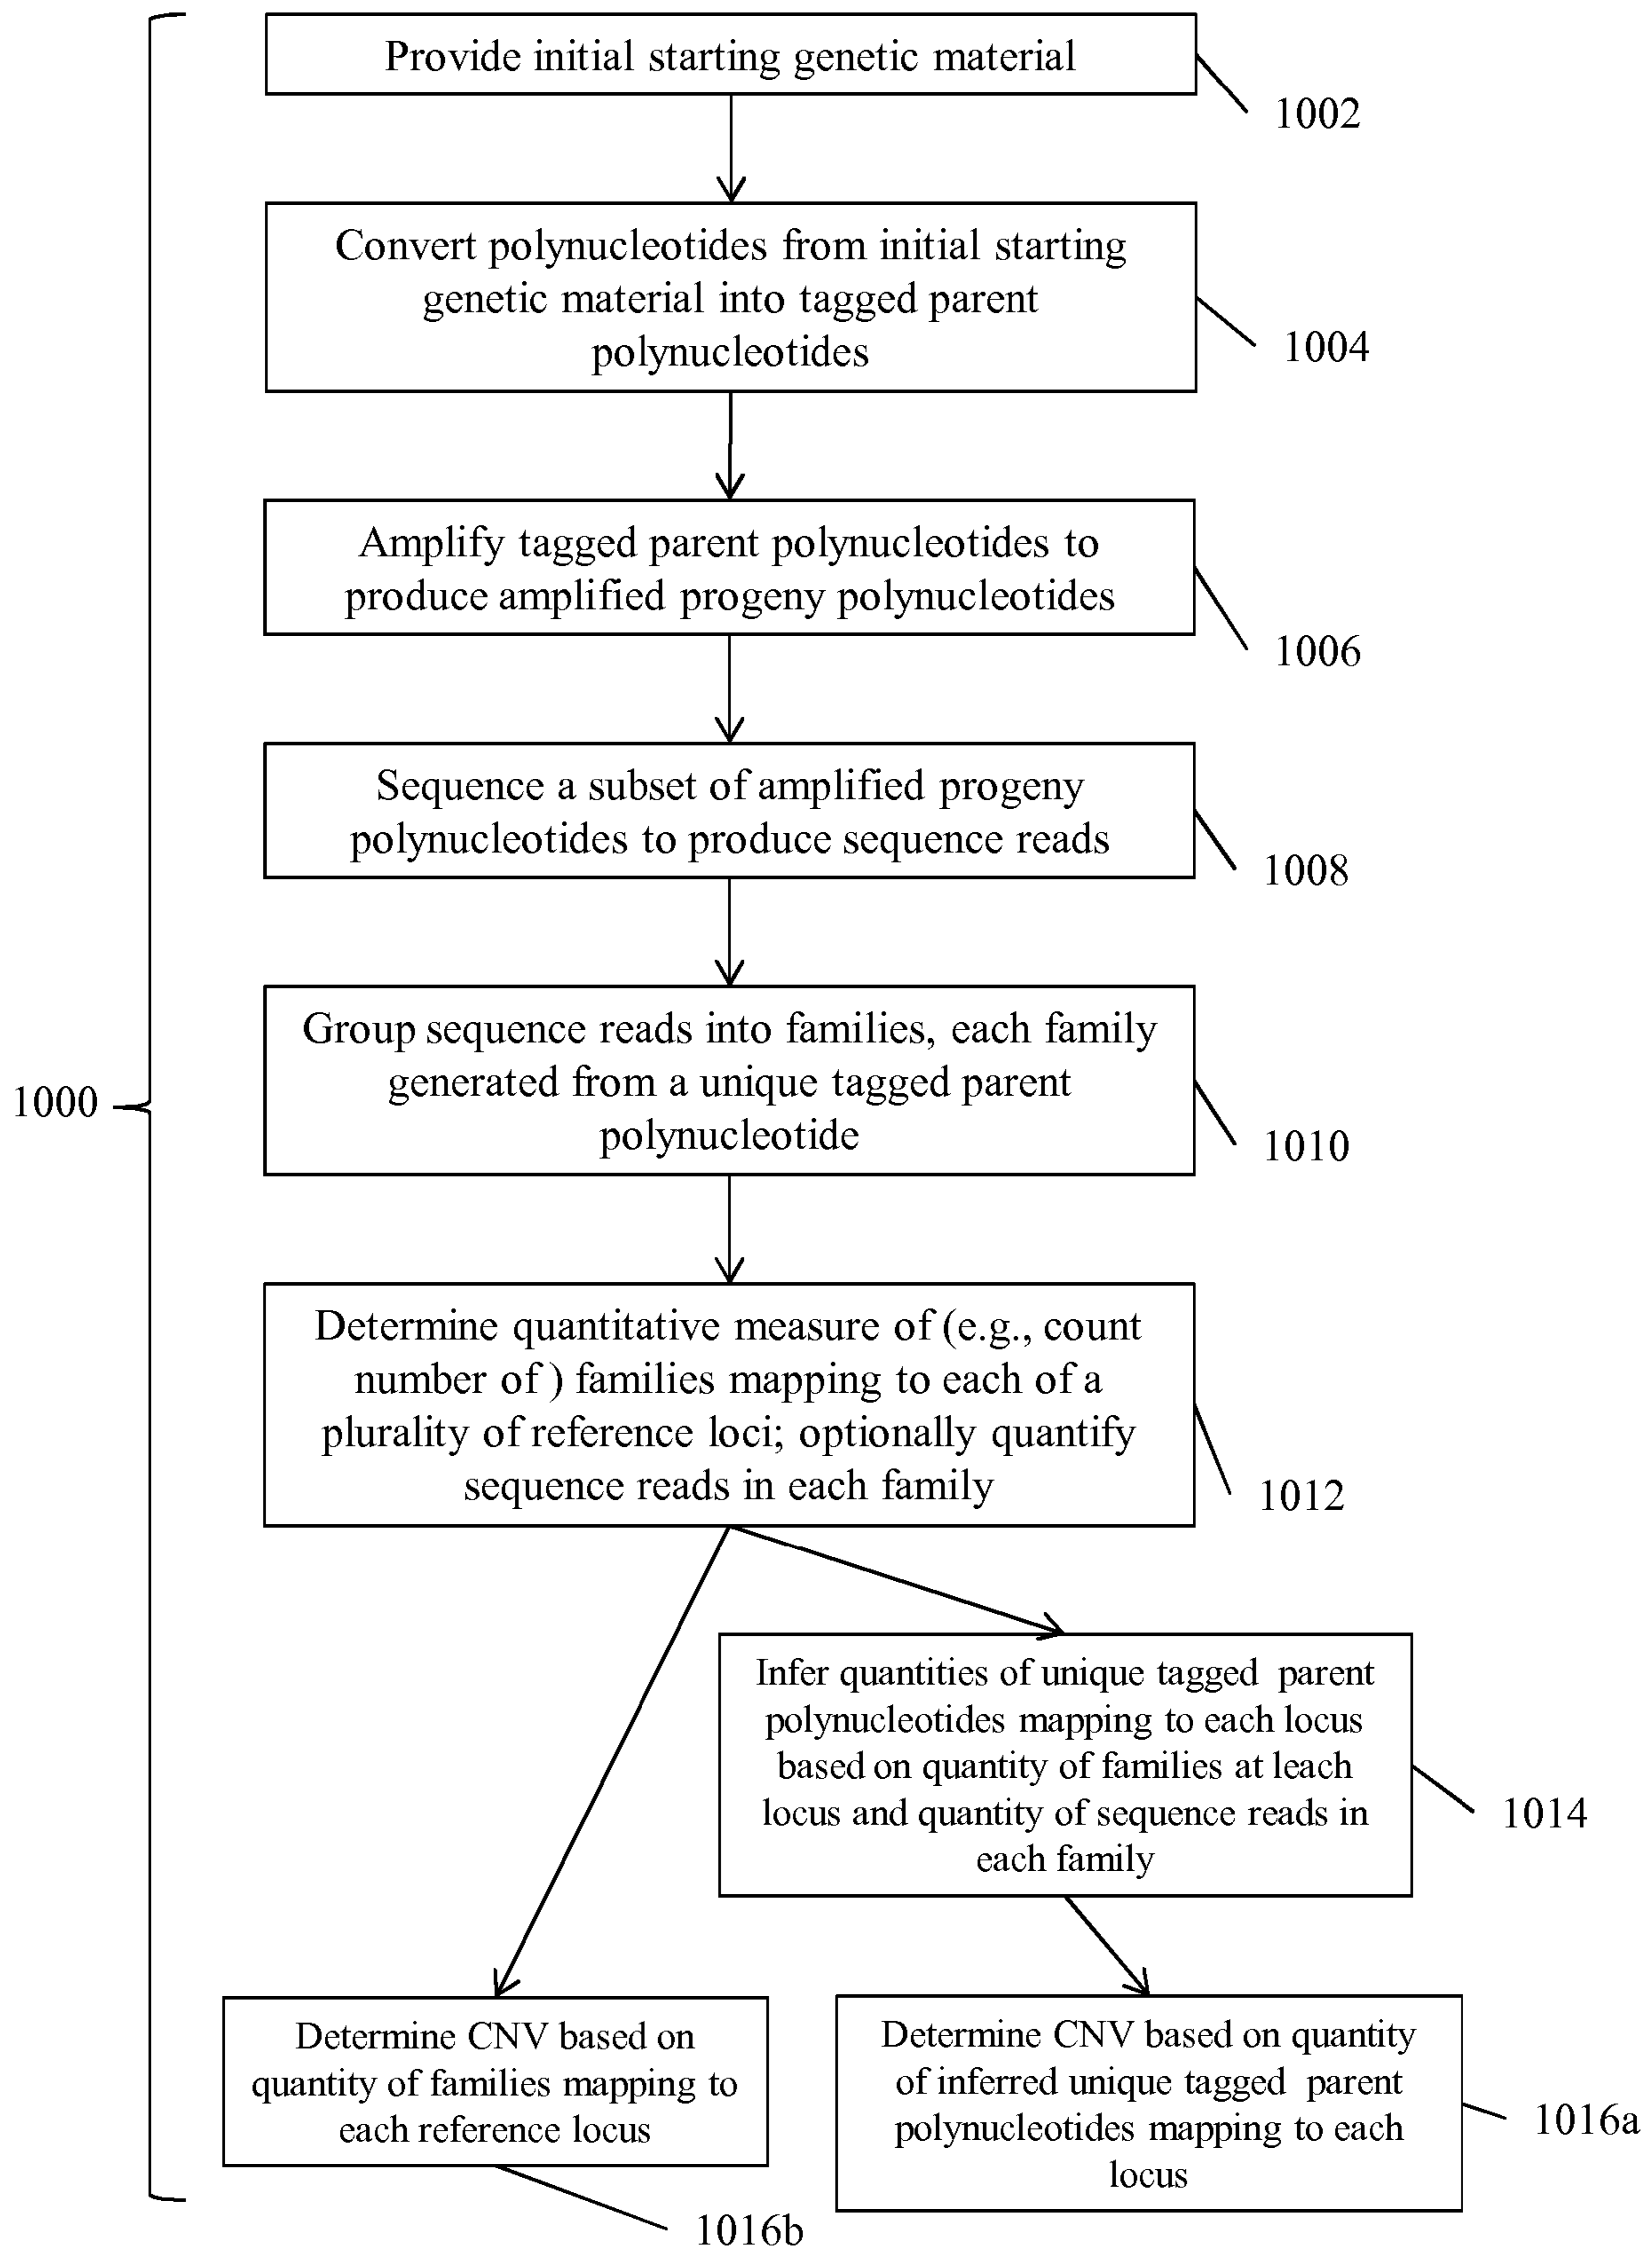 Provide initial starting genetic material
1002
Convert polynucleotides from initial starting
genetic material into tagged parent
polynucleotides
1004
Amplify tagged parent polynucleotides to
produce amplified progeny polynucleotides
1006
Sequence a subset of amplified progeny
polynucleotides to produce sequence reads
1008
Group sequence reads into families, each family
generated from a unique tagged parent
polynucleotide
1000
1010
Determine quantitative measure of (e.g., count
number of ) families mapping to each of a
plurality of reference loci; optionally quantify
sequence reads in each family
1012
Infer quantities of unique tagged  parent
polynucleotides mapping to each locus
based on quantity of families at leach
locus and quantity of sequence reads in
each family
1014
Determine CNV based on
quantity of families mapping to
each reference locus
1016b
Determine CNV based on quantity
of inferred unique tagged  parent
polynucleotides mapping to each
locus
1016a